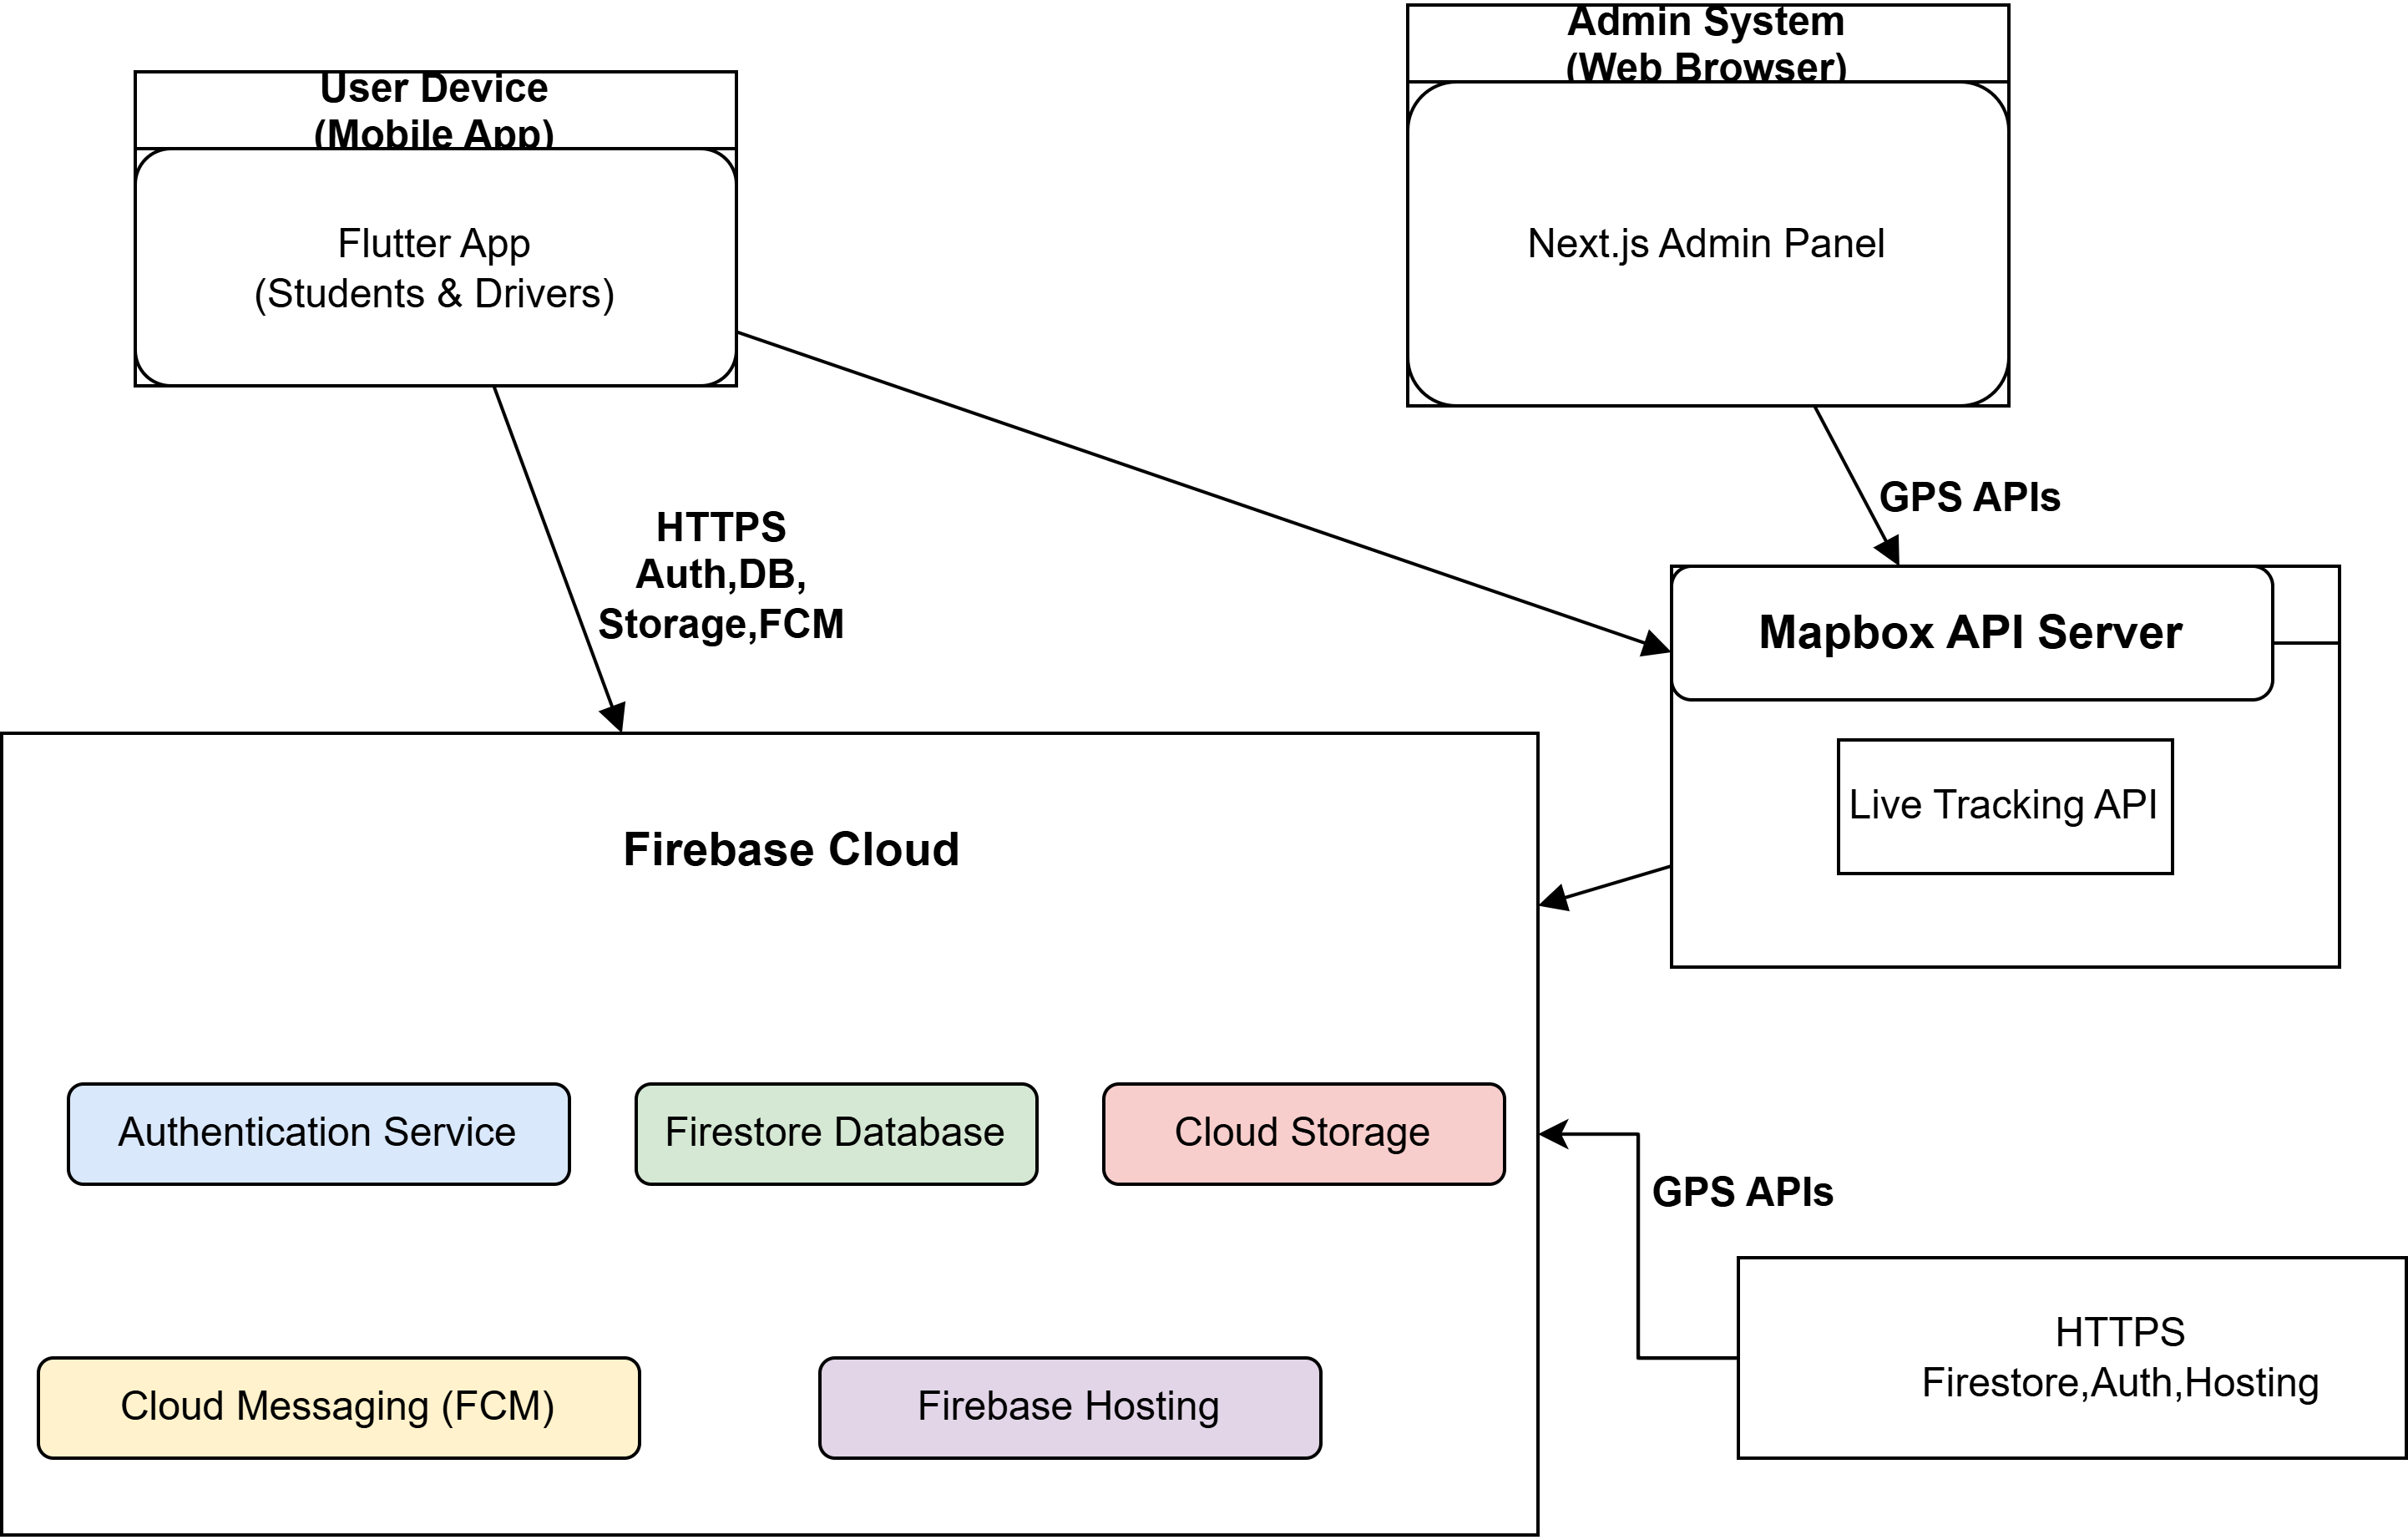 Admin System
(Web Browser)
User Device
(Mobile App)
Flutter App
(Students & Drivers)
Next.js Admin Panel
GPS APIs
HTTPS
Auth,DB,
Storage,FCM
Mapbox API Server
Live Tracking API
Firebase Cloud
Authentication Service
Firestore Database
Cloud Storage
GPS APIs
HTTPS
Firestore,Auth,Hosting
Cloud Messaging (FCM)
Firebase Hosting